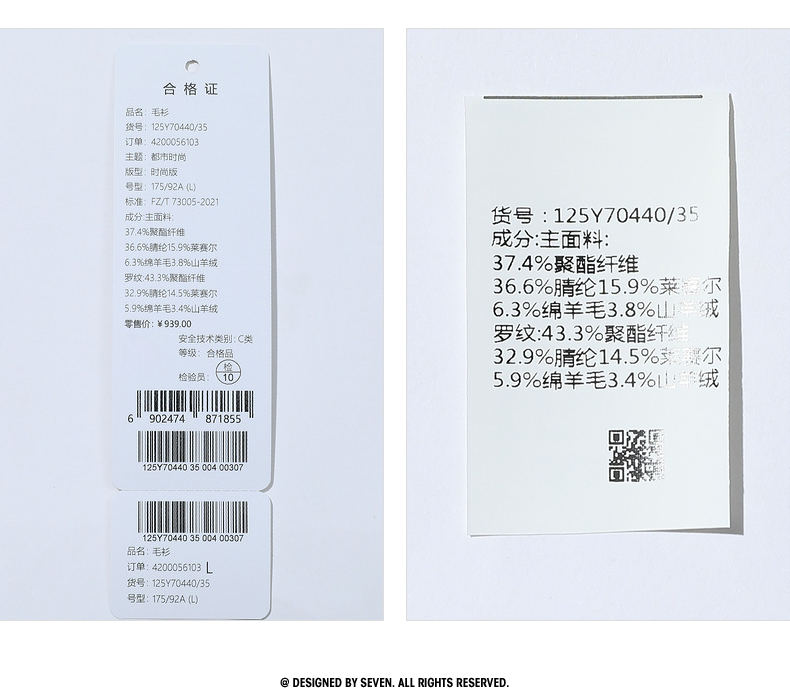 合格证
品名：毛衫
货号：125Y70440/35
订单：4200056103
主题：都市时尚
版型：时尚版
号型：175/92A (L)
标准：FZ/T 73005-2021
成分:主面料:
37.4%聚酯纤维
36.6%腈纶15.9%莱赛尔
6.3%绵羊毛3.8%山羊绒
罗纹:43.3%聚酯纤维
32.9%腈纶14.5%莱赛尔
5.9%绵羊毛3.4%山羊绒
零售价：¥939.00
安全技术类别：C类
等级：合格品
检验员：检 10
6 902474 871855
125Y70440 35 004 00307
125Y70440 35 004 00307
品名：毛衫
订单：4200056103 L
货号：125Y70440/35
号型：175/92A (L)
货号：125Y70440/35
成分:主面料:
37.4%聚酯纤维
36.6%腈纶15.9%莱赛尔
6.3%绵羊毛3.8%山羊绒
罗纹:43.3%聚酯纤维
32.9%腈纶14.5%莱赛尔
5.9%绵羊毛3.4%山羊绒
@ DESIGNED BY SEVEN. ALL RIGHTS RESERVED.